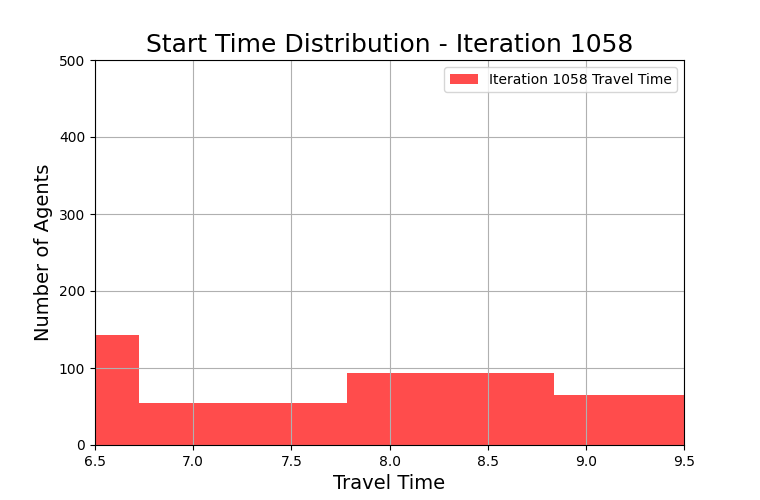 Start Time Distribution - Iteration 1058
Iteration 1058 Travel Time
Number of Agents
500
400
300
200
100
0
6.5 7.0 7.5 8.0 8.5 9.0 9.5
Travel Time